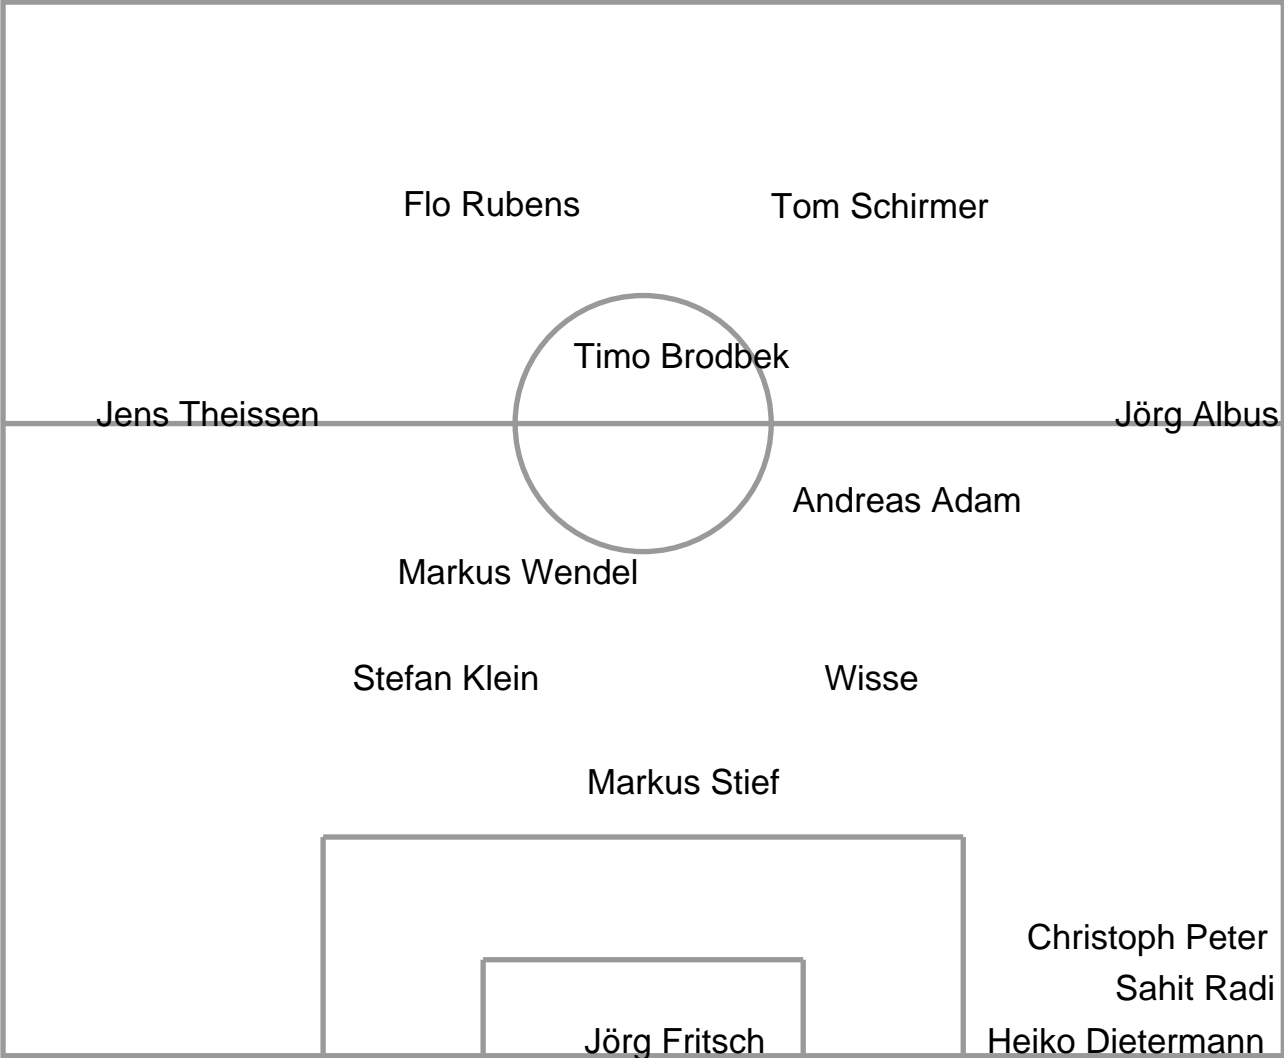 Flo Rubens
Tom Schirmer
Timo Brodbek
Jens Theissen
Jörg Albus
Andreas Adam
Markus Wendel
Stefan Klein
Wisse
Markus Stief
Christoph Peter
Sahit Radi
Jörg Fritsch
Heiko Dietermann